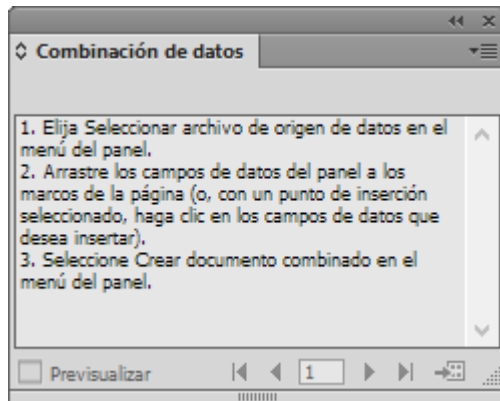 Combinación de datos
1. Elija Seleccionar archivo de origen de datos en el
menú del panel.
2. Arrastre los campos de datos del panel a los
marcos de la página (o, con un punto de inserción
seleccionado, haga clic en los campos de datos que
desea insertar).
3. Seleccione Crear documento combinado en el
menú del panel.
Previsualizar
1